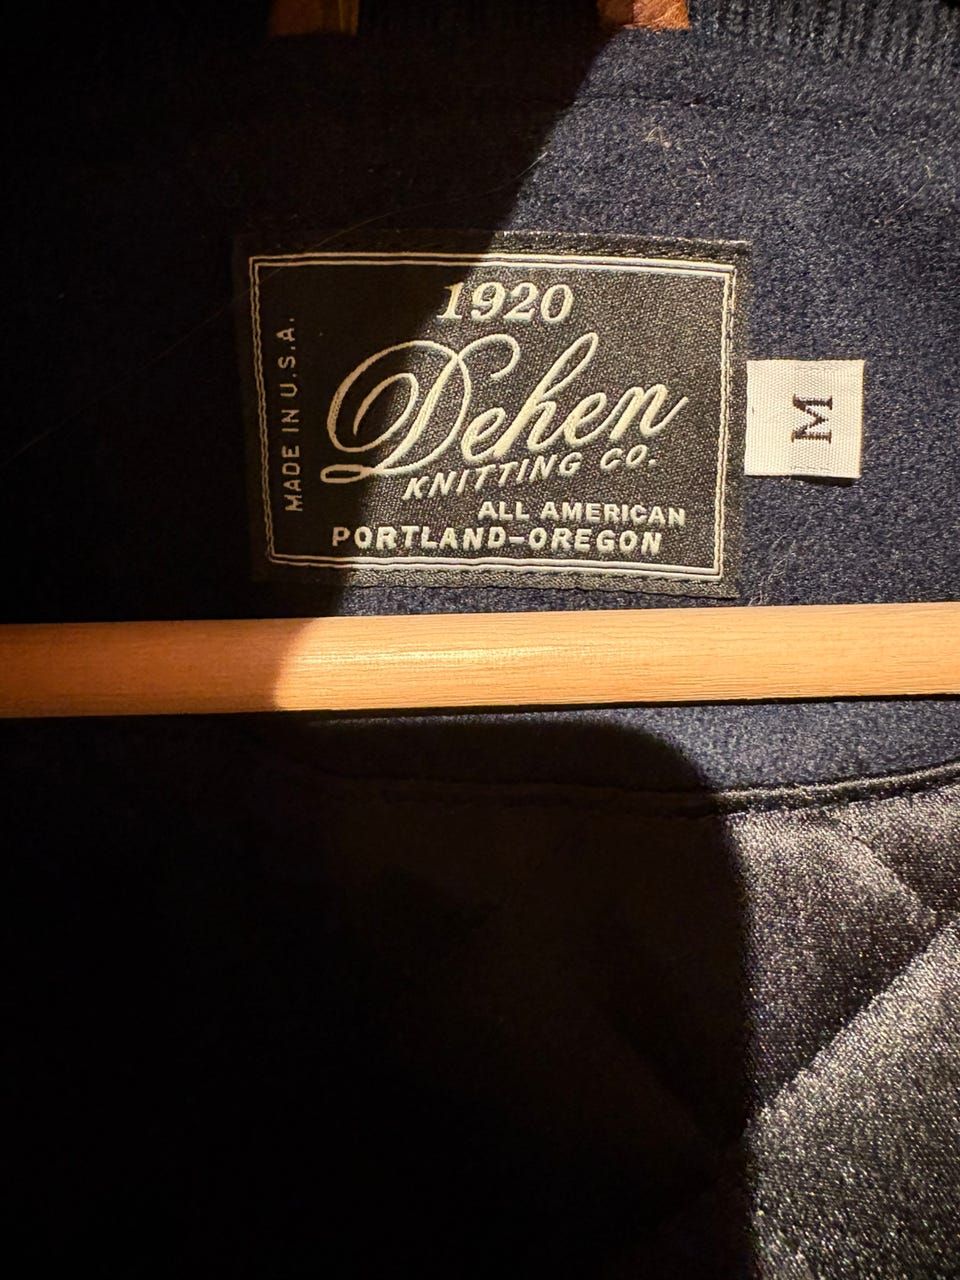 1920
Dehen
KNITTING CO.
ALL AMERICAN
PORTLAND-OREGON
MADE IN U.S.A.
M